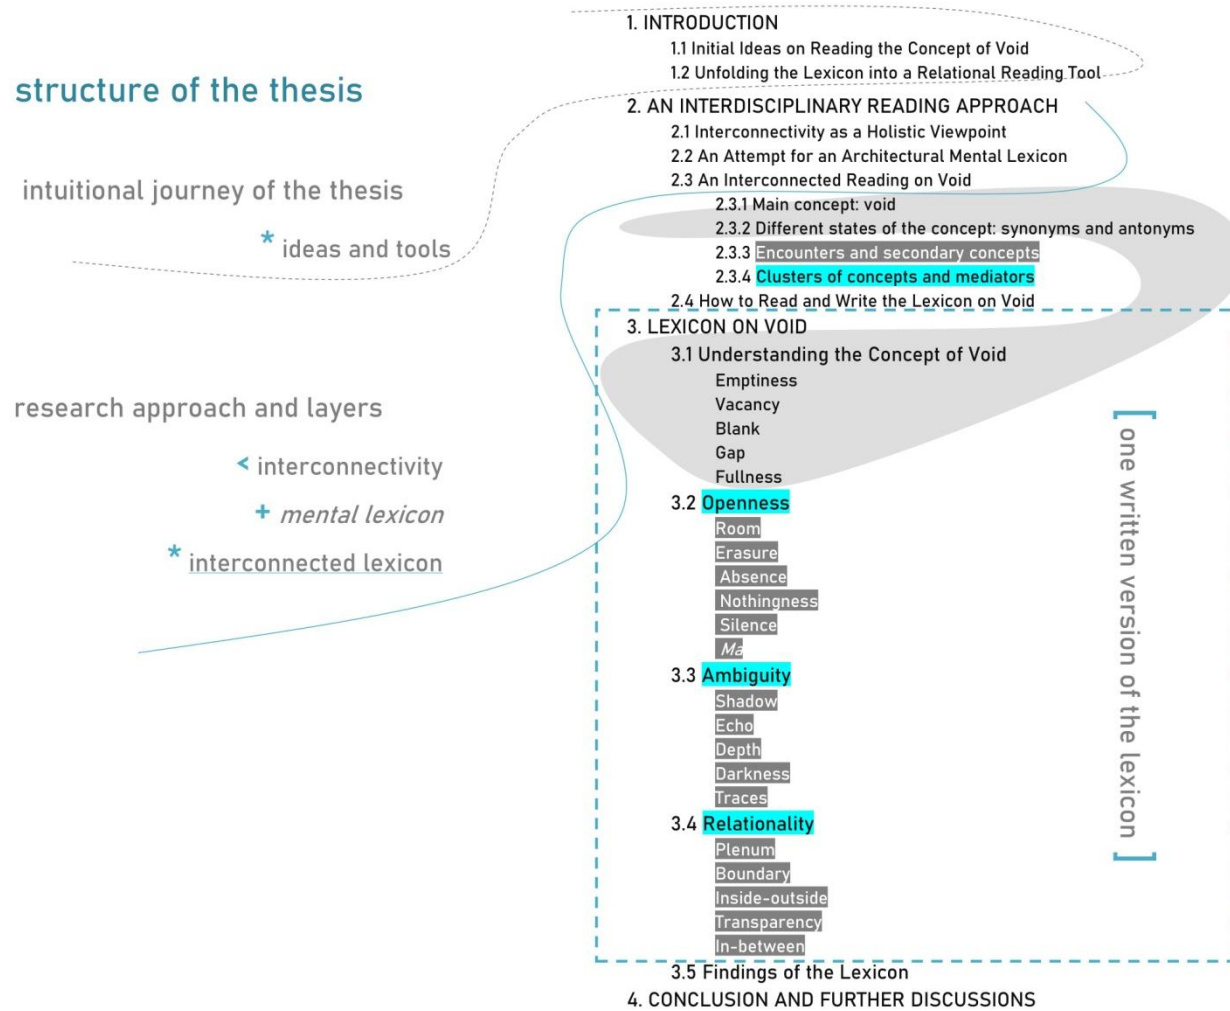 structure of the thesis
intuitional journey of the thesis
* ideas and tools
research approach and layers
< interconnectivity
+ mental lexicon
* interconnected lexicon
1. INTRODUCTION
1.1 Initial Ideas on Reading the Concept of Void
1.2 Unfolding the Lexicon into a Relational Reading Tool
2. AN INTERDISCIPLINARY READING APPROACH
2.1 Interconnectivity as a Holistic Viewpoint
2.2 An Attempt for an Architectural Mental Lexicon
2.3 An Interconnected Reading on Void
2.3.1 Main concept: void
2.3.2 Different states of the concept: synonyms and antonyms
2.3.3 Encounters and secondary concepts
2.3.4 Clusters of concepts and mediators
2.4 How to Read and Write the Lexicon on Void
3. LEXICON ON VOID
3.1 Understanding the Concept of Void
Emptiness
Vacancy
Blank
Gap
Fullness
3.2 Openness
Room
Erasure
Absence
Nothingness
Silence
Ma
3.3 Ambiguity
Shadow
Echo
Depth
Darkness
Traces
3.4 Relationality
Plenum
Boundary
Inside-outside
Transparency
In-between
3.5 Findings of the Lexicon
4. CONCLUSION AND FURTHER DISCUSSIONS
[ one written version of the lexicon ]